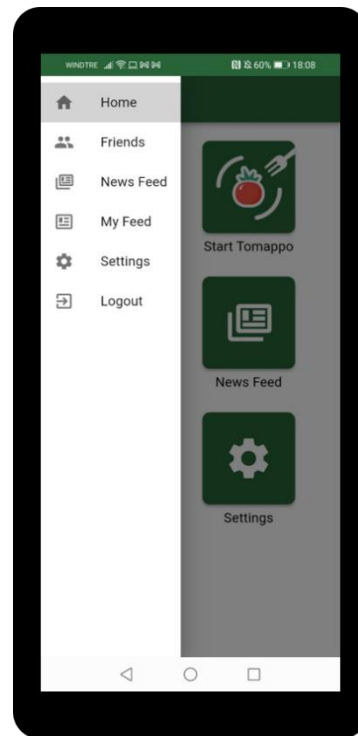 WINDTRE 60% 18:08
Home
Friends
News Feed
My Feed
Settings
Logout
Start Tomappo
News Feed
Settings